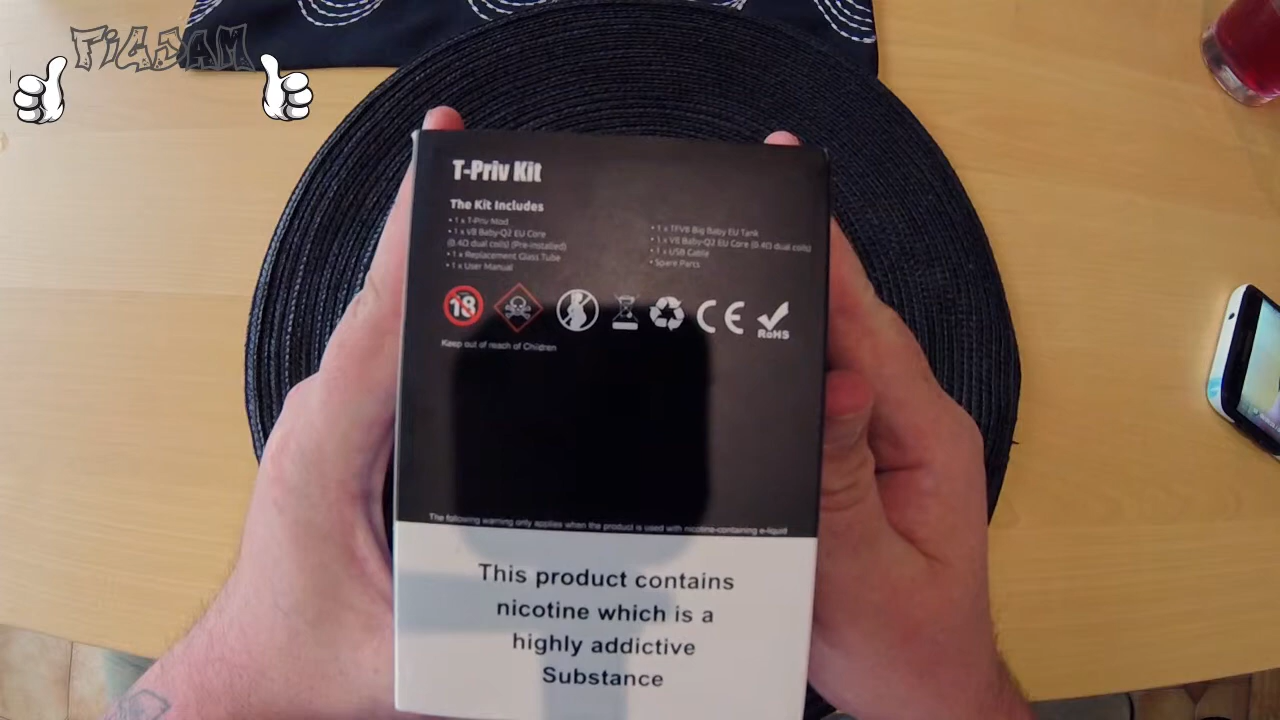 FiGJAM
T-Priv Kit
The Kit Includes
• 1 x T-Priv Mod
• 1 x V8 Baby-Q2 EU Core
(0.4Ω dual coils) (Pre-installed)
• 1 x Replacement Glass Tube
• 1 x User Manual
• 1 x TFV8 Big Baby EU Tank
• 1 x V8 Baby-Q2 EU Core (0.4Ω dual coils)
• 1 x USB Cable
• Spare Parts
18
CE
RoHS
Keep out of reach of Children
The following warning only applies when the product is used with nicotine-containing e-liquid
This product contains
nicotine which is a
highly addictive
Substance